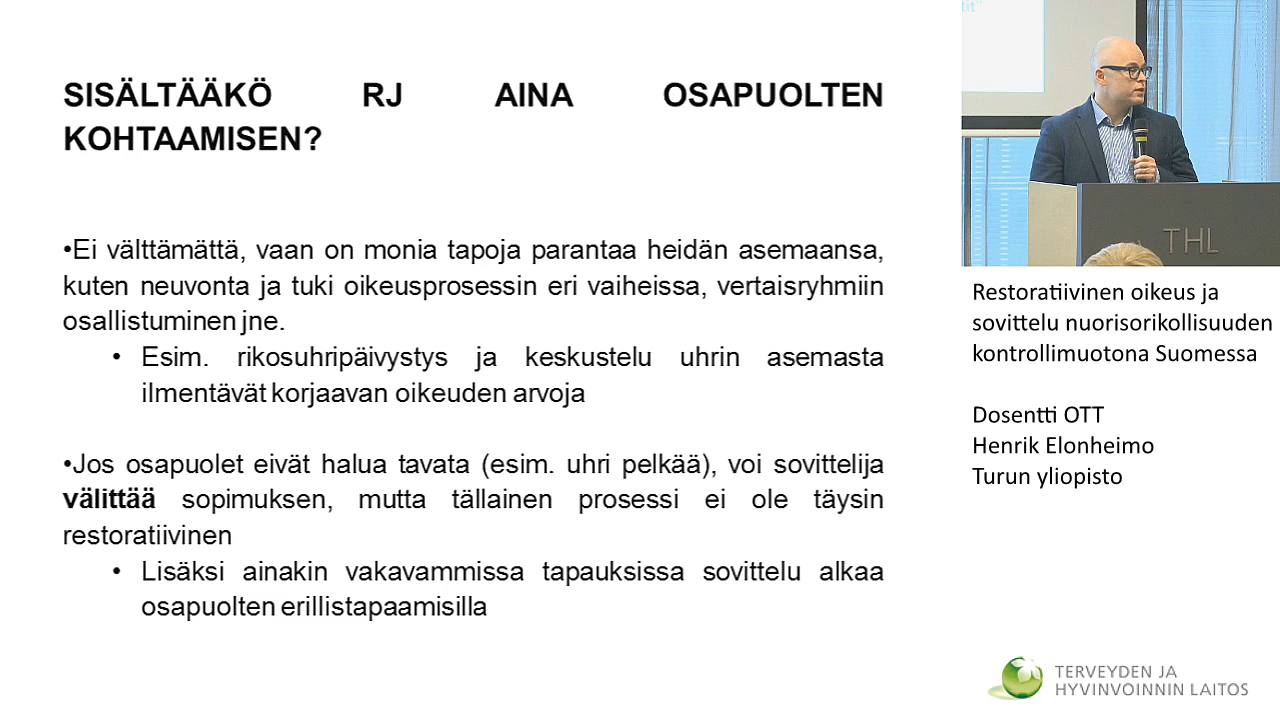 SISÄLTÄÄKÖ RJ AINA OSAPUOLTEN
KOHTAAMISEN?
•Ei välttämättä, vaan on monia tapoja parantaa heidän asemaansa,
kuten neuvonta ja tuki oikeusprosessin eri vaiheissa, vertaisryhmiin
osallistuminen jne.
• Esim. rikosuhripäivystys ja keskustelu uhrin asemasta
ilmentävät korjaavan oikeuden arvoja
•Jos osapuolet eivät halua tavata (esim. uhri pelkää), voi sovittelija
välittää sopimuksen, mutta tällainen prosessi ei ole täysin
restoratiivinen
• Lisäksi ainakin vakavammissa tapauksissa sovittelu alkaa
osapuolten erillistapaamisilla
tit"
THL
Restoratiivinen oikeus ja
sovittelu nuorisorikollisuuden
kontrollimuotona Suomessa
Dosentti OTT
Henrik Elonheimo
Turun yliopisto
TERVEYDEN JA
HYVINVOINNIN LAITOS